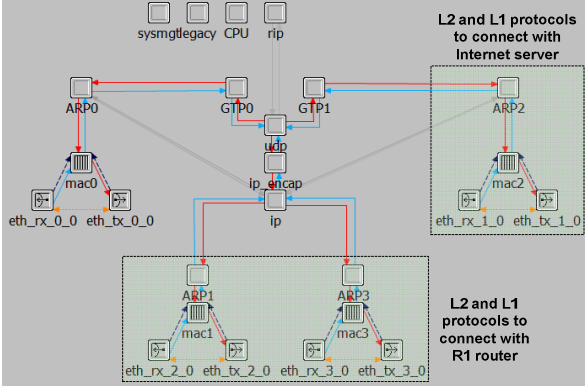 sysmgt legacy CPU rip
L2 and L1 protocols
to connect with
Internet server
ARP0 GTP0 GTP1 ARP2
udp
mac0 ip_encap mac2
eth_rx_0_0 eth_tx_0_0 ip eth_rx_1_0 eth_tx_1_0
ARP1 ARP3
mac1 mac3
eth_rx_2_0 eth_tx_2_0 eth_rx_3_0 eth_tx_3_0
L2 and L1
protocols to
connect with
R1 router